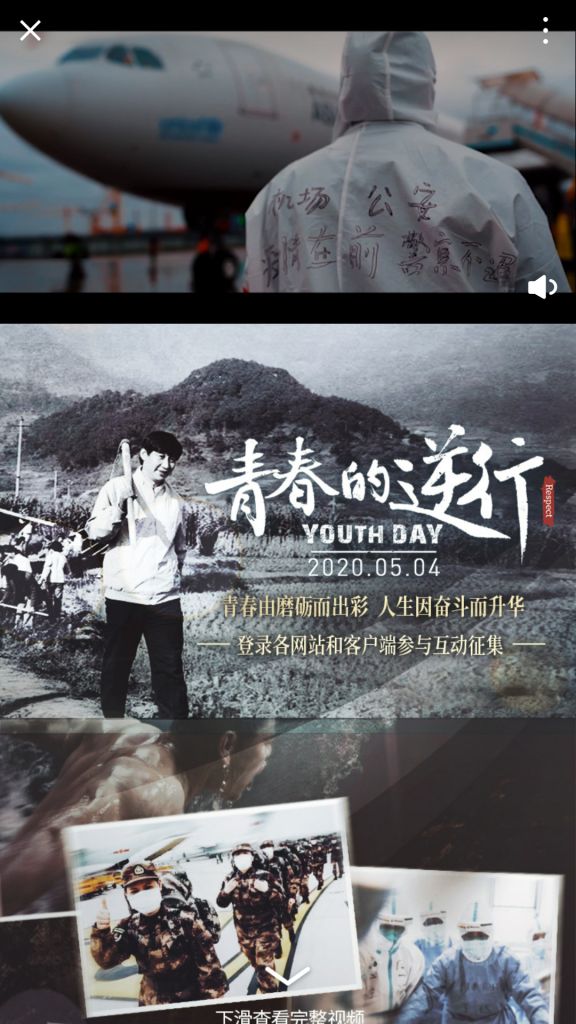 机场 公安
疫情在前 警察不退
青春的逆行
Respect
YOUTH DAY
2020.05.04
青春由磨砺而出彩 人生因奋斗而升华
登录各网站和客户端参与互动征集
下滑查看完整视频